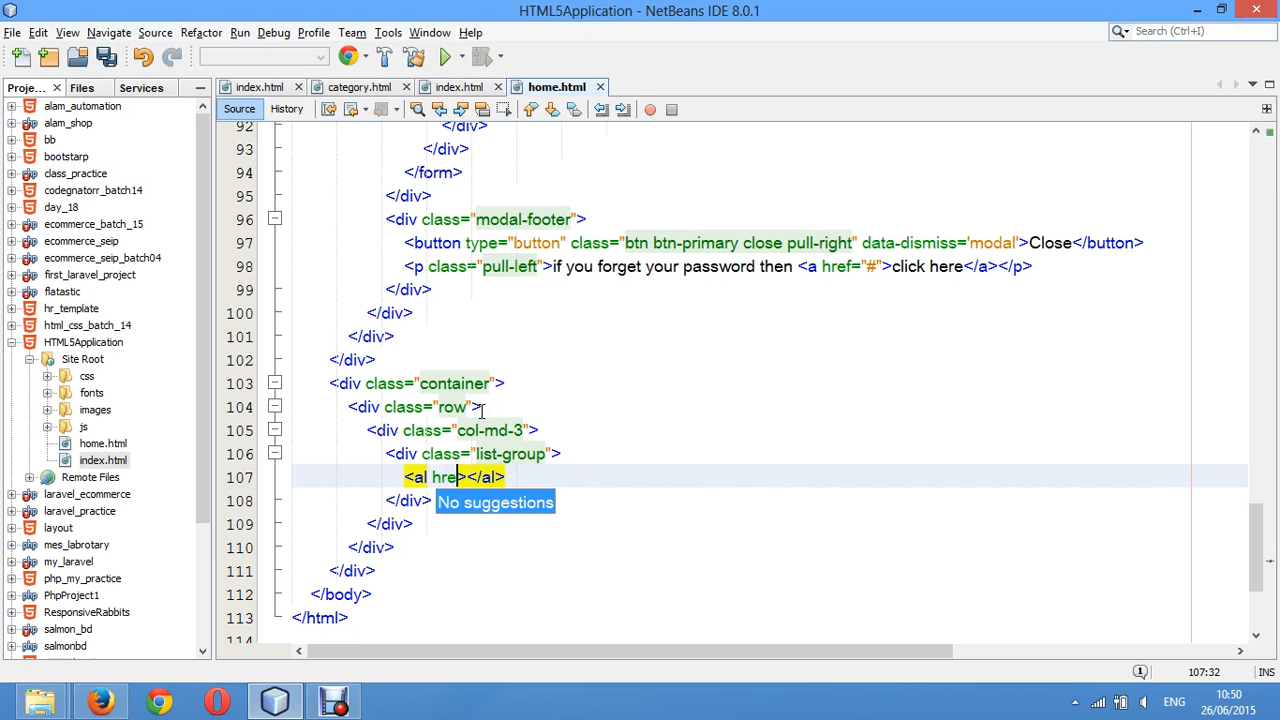 HTML5Application - NetBeans IDE 8.0.1
File Edit View Navigate Source Refactor Run Debug Profile Team Tools Window Help
Search (Ctrl+I)
Proje... Files Services
index.html category.html index.html home.html
Source History
alam_automation
alam_shop
bb
bootstarp
class_practice
codegnatorr_batch14
day_18
ecommerce_batch_15
ecommerce_seip
ecommerce_seip_batch04
first_laravel_project
flatastic
hr_template
html_css_batch_14
HTML5Application
Site Root
css
fonts
images
js
home.html
index.html
Remote Files
laravel_ecommerce
laravel_practice
layout
mes_labrotary
my_laravel
php_my_practice
PhpProject1
ResponsiveRabbits
salmon_bd
salmonbd
92 </div>
93 </div>
94 </form>
95 </div>
96 <div class="modal-footer">
97 <button type="button" class="btn btn-primary close pull-right" data-dismiss='modal'>Close</button>
98 <p class="pull-left">if you forget your password then <a href="#">click here</a></p>
99 </div>
100 </div>
101 </div>
102 </div>
103 <div class="container">
104 <div class="row">
105 <div class="col-md-3">
106 <div class="list-group">
107 <al hre></al>
108 </div>
No suggestions
109 </div>
110 </div>
111 </div>
112 </body>
113 </html>
114
107:32 INS
ENG
10:50
26/06/2015